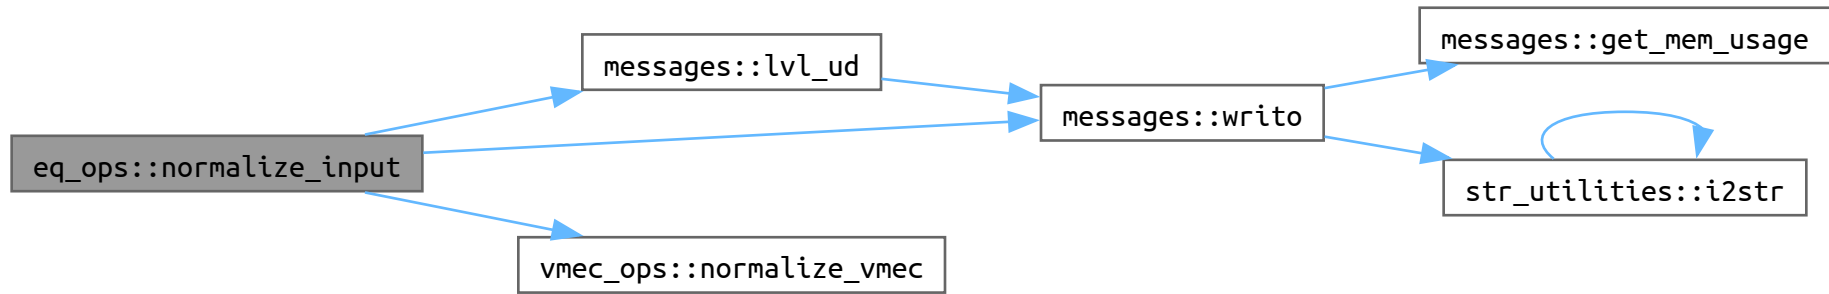 eq_ops::normalize_input
messages::lvl_ud
messages::writo
messages::get_mem_usage
str_utilities::i2str
vmec_ops::normalize_vmec